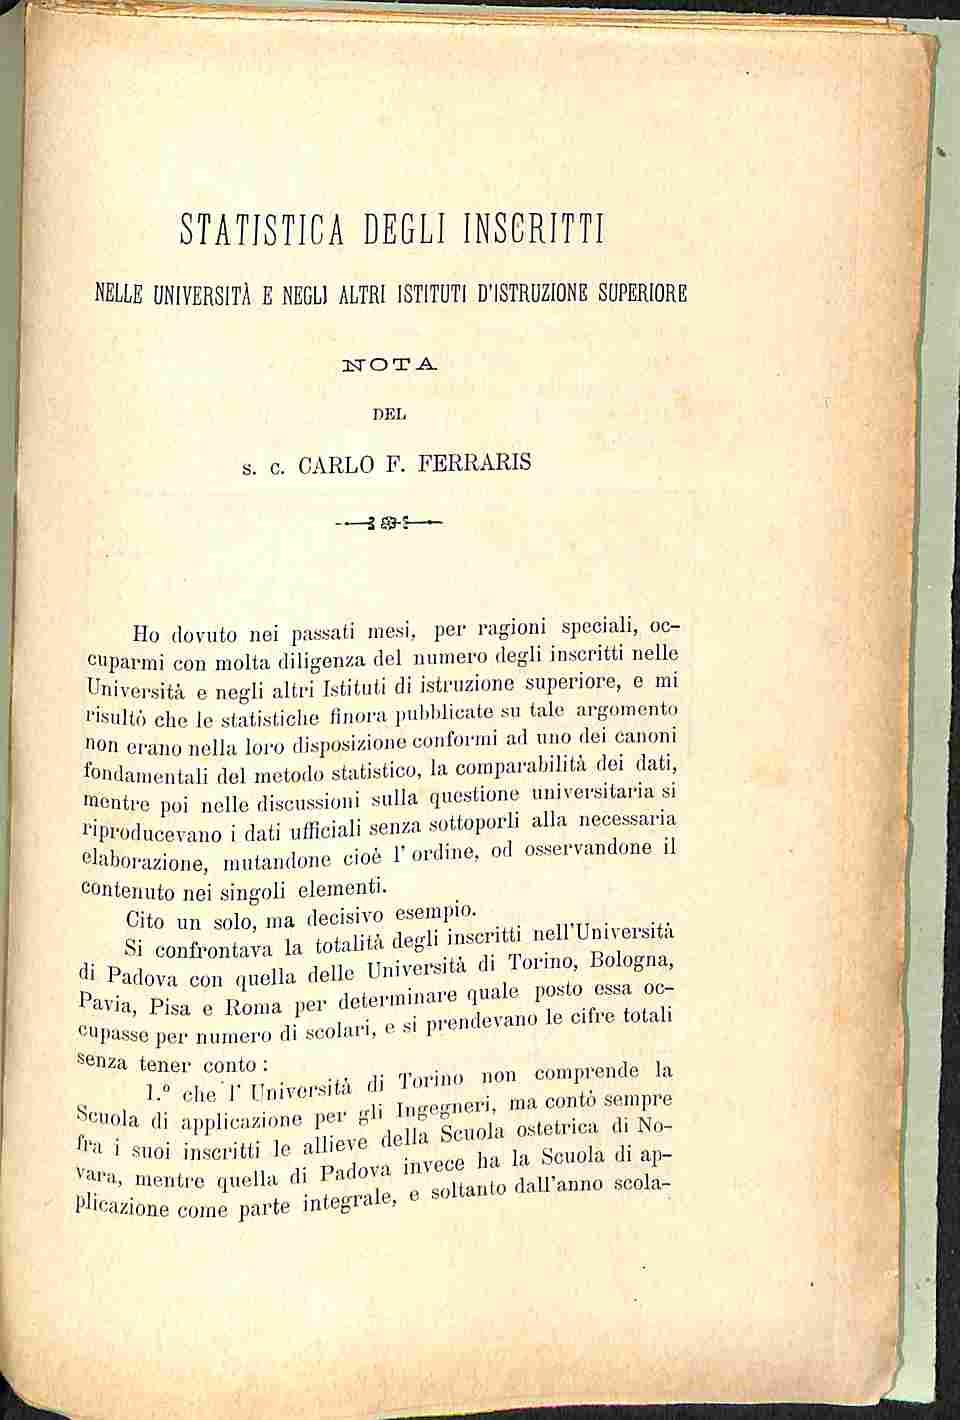 STATISTICA DEGLI INSCRITTI
NELLE UNIVERSITÀ E NEGLI ALTRI ISTITUTI D'ISTRUZIONE SUPERIORE
NOTA
DEL
s. c. CARLO F. FERRARIS
Ho dovuto nei passati mesi, per ragioni speciali, oc-
cuparmi con molta diligenza del numero degli inscritti nelle
Università e negli altri Istituti di istruzione superiore, e mi
risultò che le statistiche finora pubblicate su tale argomento
non erano nella loro disposizione conformi ad uno dei canoni
fondamentali del metodo statistico, la comparabilità dei dati,
mentre poi nelle discussioni sulla questione universitaria si
riproducevano i dati ufficiali senza sottoporli alla necessaria
elaborazione, mutandone cioè l'ordine, od osservandone il
contenuto nei singoli elementi.
Cito un solo, ma decisivo esempio.
Si confrontava la totalità degli inscritti nell'Università
di Padova con quella delle Università di Torino, Bologna,
Pavia, Pisa e Roma per determinare quale posto essa oc-
cupasse per numero di scolari, e si prendevano le cifre totali
senza tener conto :
1.º che l' Università di Torino non comprende la
Scuola di applicazione per gli Ingegneri, ma contò sempre
fra i suoi inscritti le allieve della Scuola ostetrica di No-
vara, mentre quella di Padova invece ha la Scuola di ap-
plicazione come parte integrale, e soltanto dall'anno scola-